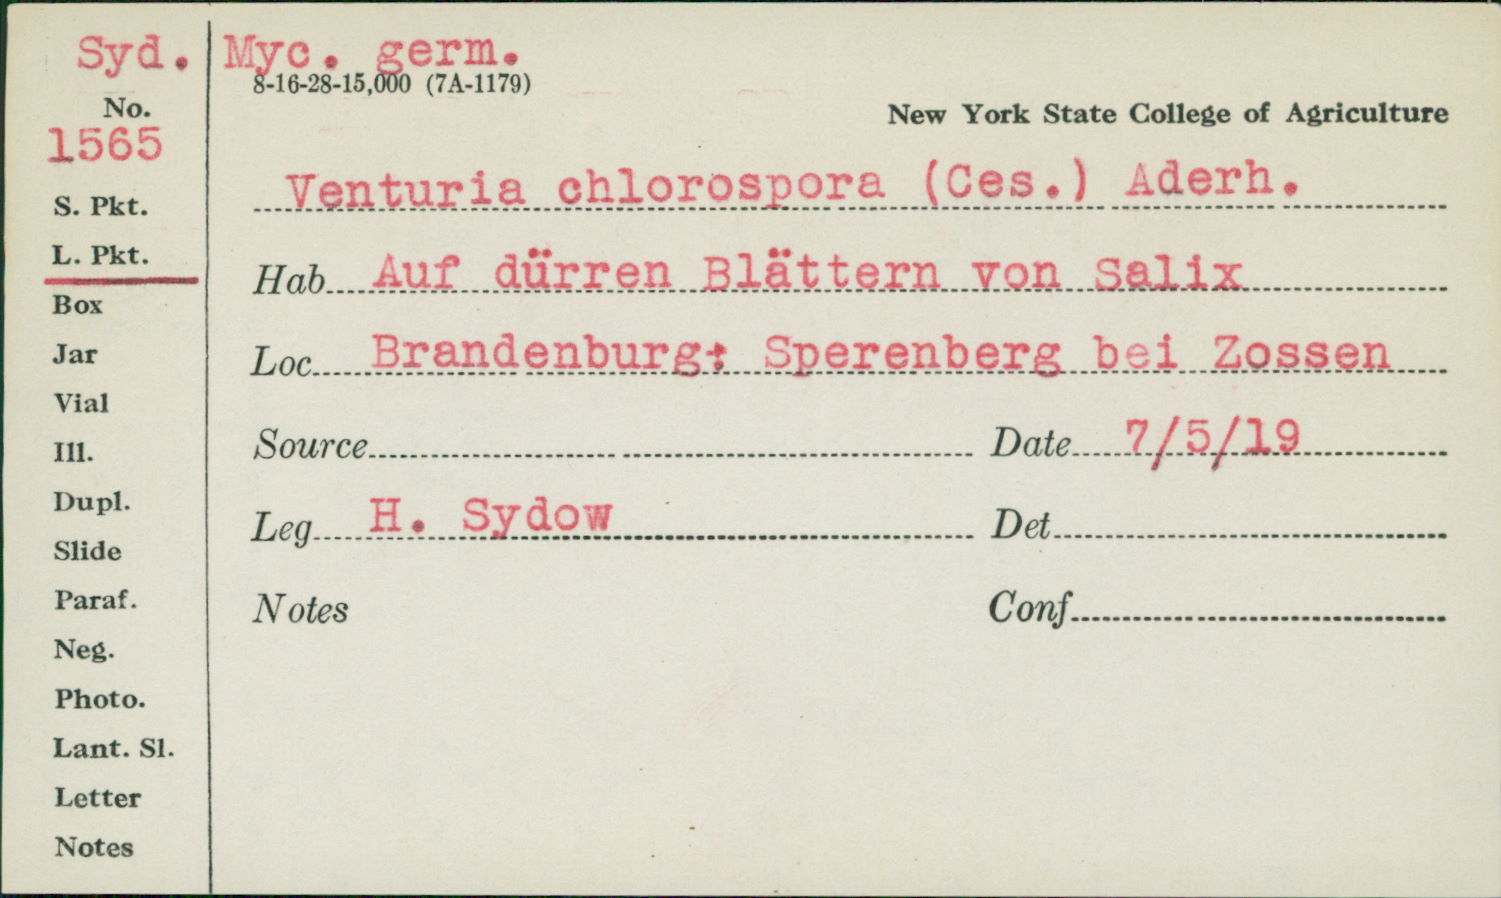 Syd. Myc. germ.
8-16-28-15,000 (7A-1179)
New York State College of Agriculture
No.
1565
Venturia chlorospora (Ces.) Aderh.
S. Pkt.
L. Pkt.
Hab. Auf dürren Blättern von Salix
Box
Loc. Brandenburg: Sperenberg bei Zossen
Jar
Vial
Source Date 7/5/19
Ill.
Dupl.
Leg. H. Sydow Det.
Slide
Paraf.
Notes Conf.
Neg.
Photo.
Lant. Sl.
Letter
Notes